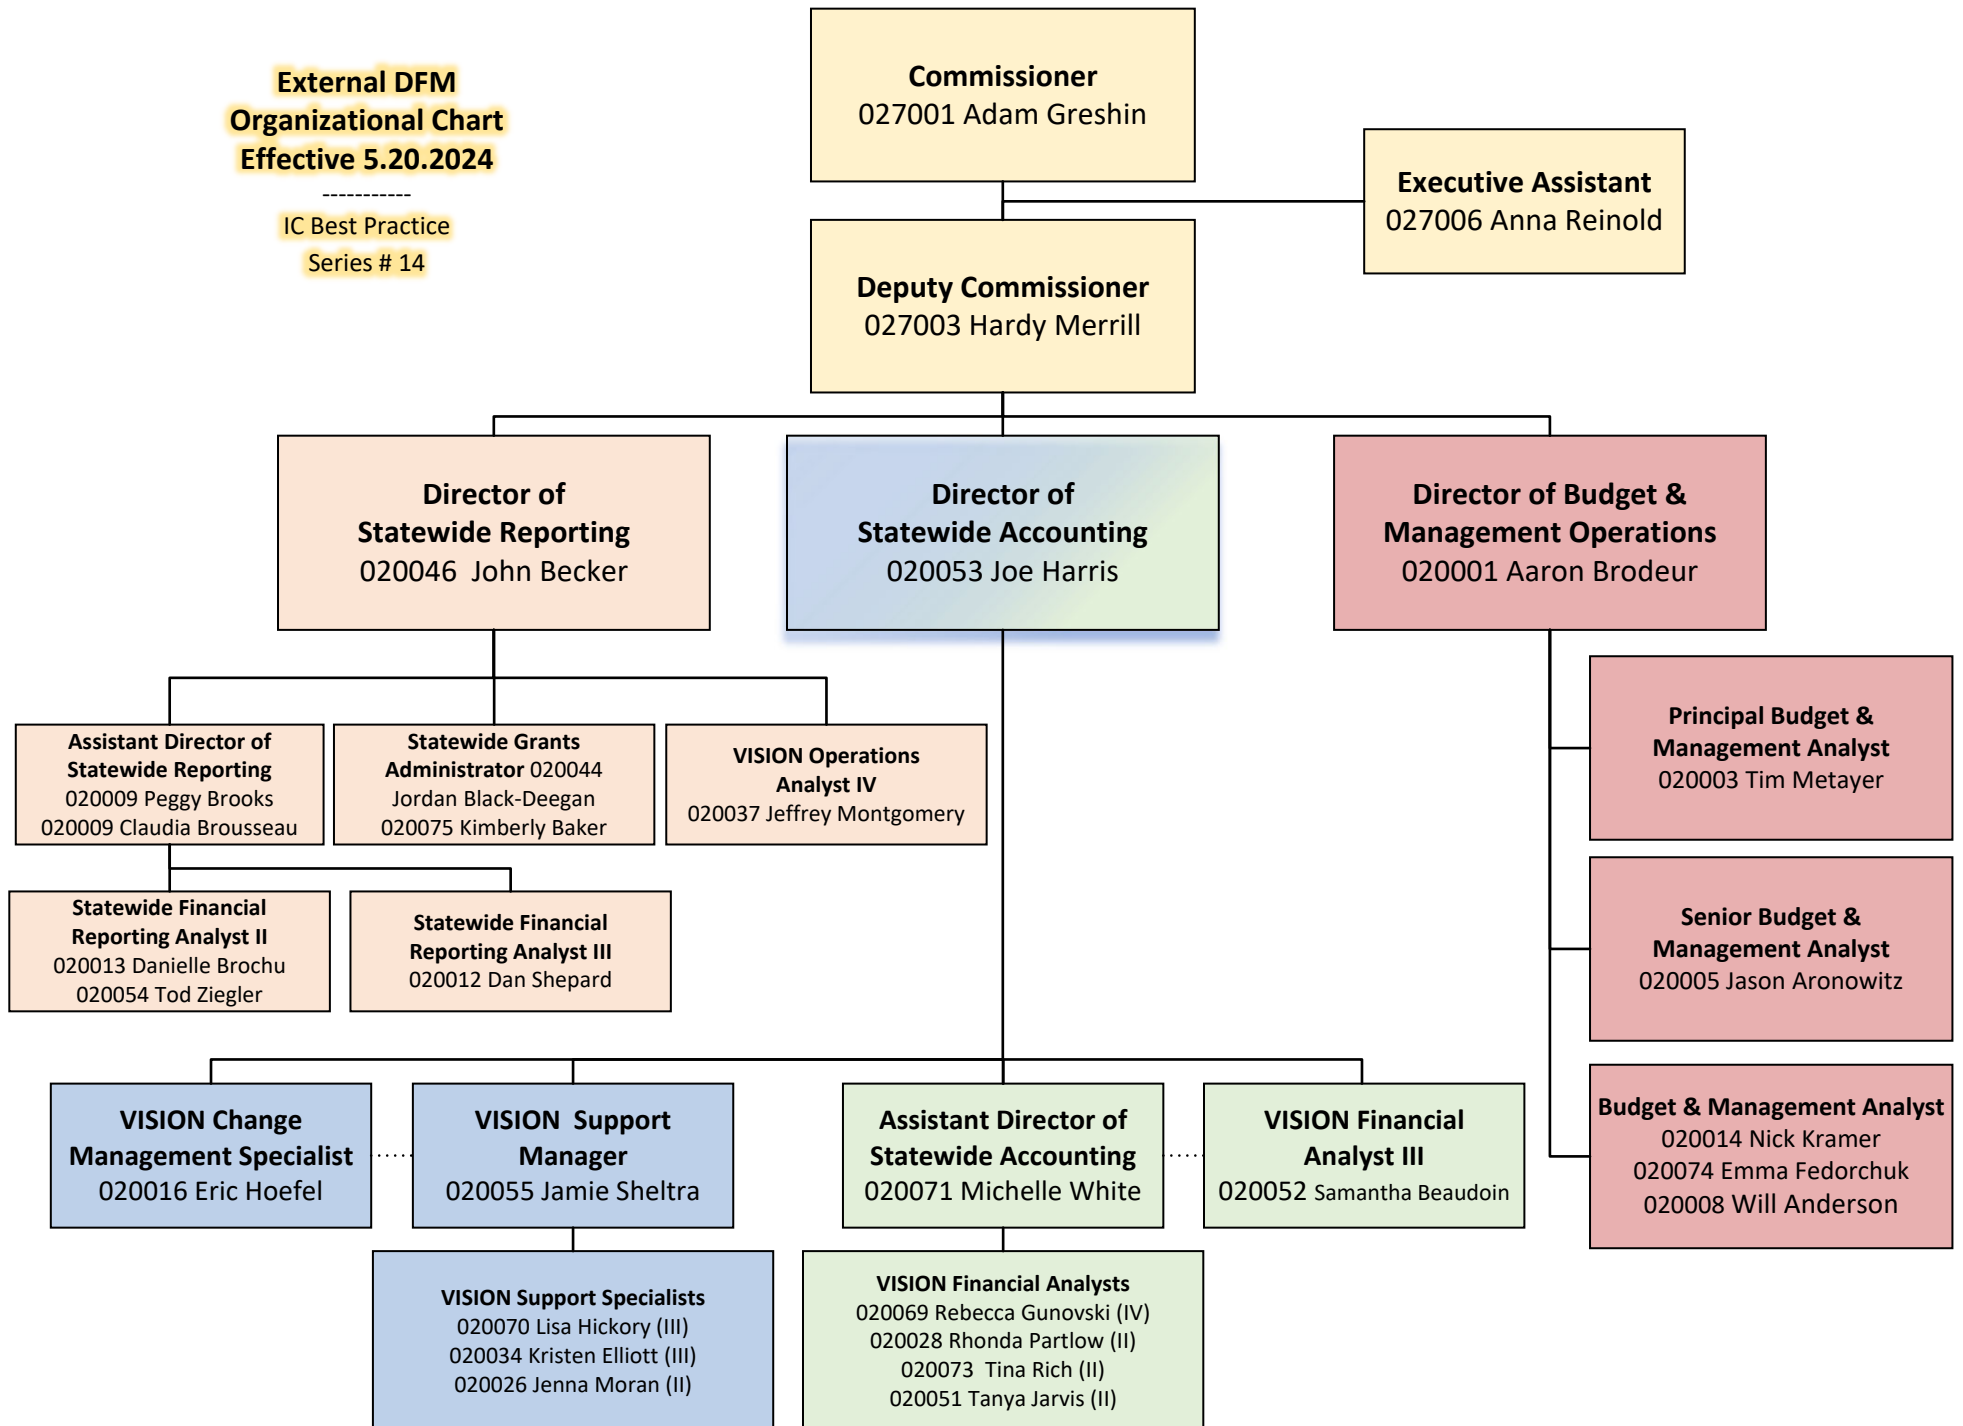 External DFM
Organizational Chart
Effective 5.20.2024
-----------
IC Best Practice
Series # 14
Commissioner
027001 Adam Greshin
Executive Assistant
027006 Anna Reinold
Deputy Commissioner
027003 Hardy Merrill
Director of
Statewide Reporting
020046  John Becker
Director of
Statewide Accounting
020053 Joe Harris
Director of Budget &
Management Operations
020001 Aaron Brodeur
Assistant Director of
Statewide Reporting
020009 Peggy Brooks
020009 Claudia Brousseau
Statewide Grants
Administrator 020044
Jordan Black-Deegan
020075 Kimberly Baker
VISION Operations
Analyst IV
020037 Jeffrey Montgomery
Principal Budget &
Management Analyst
020003 Tim Metayer
Statewide Financial
Reporting Analyst II
020013 Danielle Brochu
020054 Tod Ziegler
Statewide Financial
Reporting Analyst III
020012 Dan Shepard
Senior Budget &
Management Analyst
020005 Jason Aronowitz
VISION Change
Management Specialist
020016 Eric Hoefel
VISION  Support
Manager
020055 Jamie Sheltra
Assistant Director of
Statewide Accounting
020071 Michelle White
VISION Financial
Analyst III
020052 Samantha Beaudoin
Budget & Management Analyst
020014 Nick Kramer
020074 Emma Fedorchuk
020008 Will Anderson
VISION Support Specialists
020070 Lisa Hickory (III)
020034 Kristen Elliott (III)
020026 Jenna Moran (II)
VISION Financial Analysts
020069 Rebecca Gunovski (IV)
020028 Rhonda Partlow (II)
020073  Tina Rich (II)
020051 Tanya Jarvis (II)